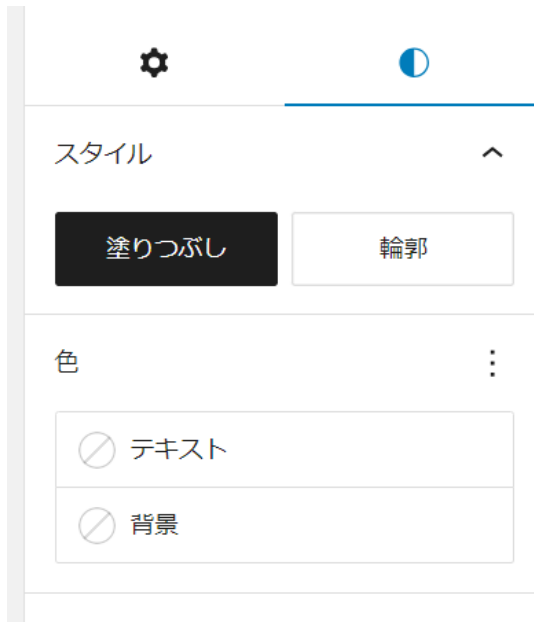 スタイル
塗りつぶし 輪郭
色
テキスト
背景